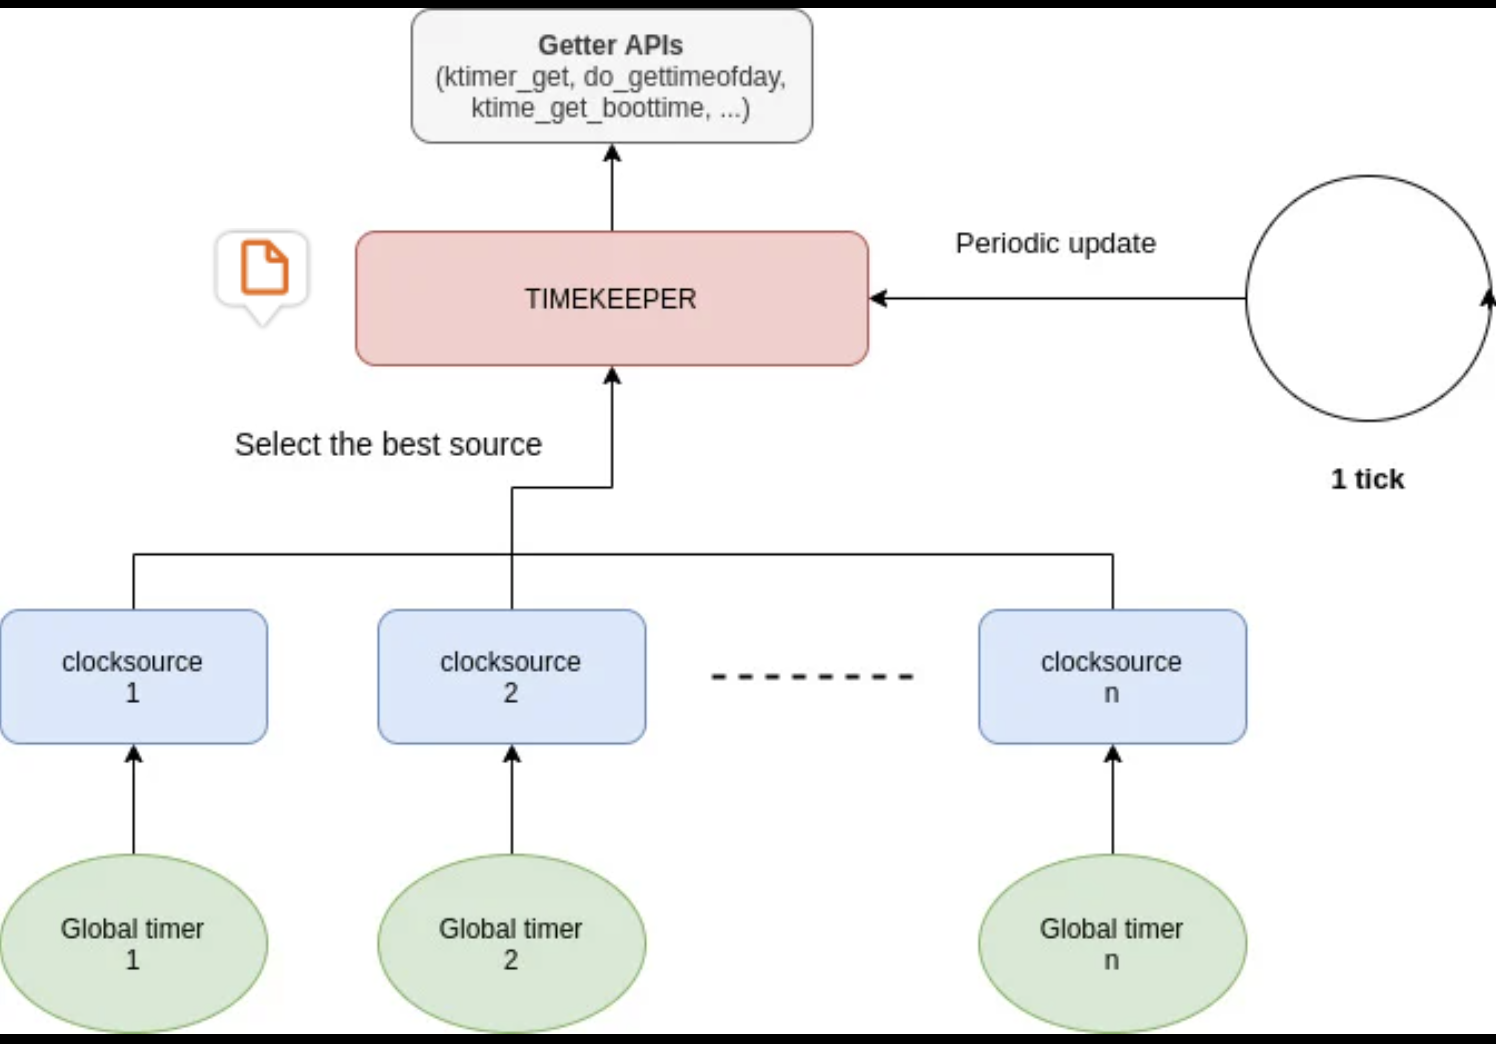 Getter APIs
(ktimer_get, do_gettimeofday,
ktime_get_boottime, ...)
TIMEKEEPER
Periodic update
Select the best source
1 tick
clocksource
1
clocksource
2
clocksource
n
Global timer
1
Global timer
2
Global timer
n